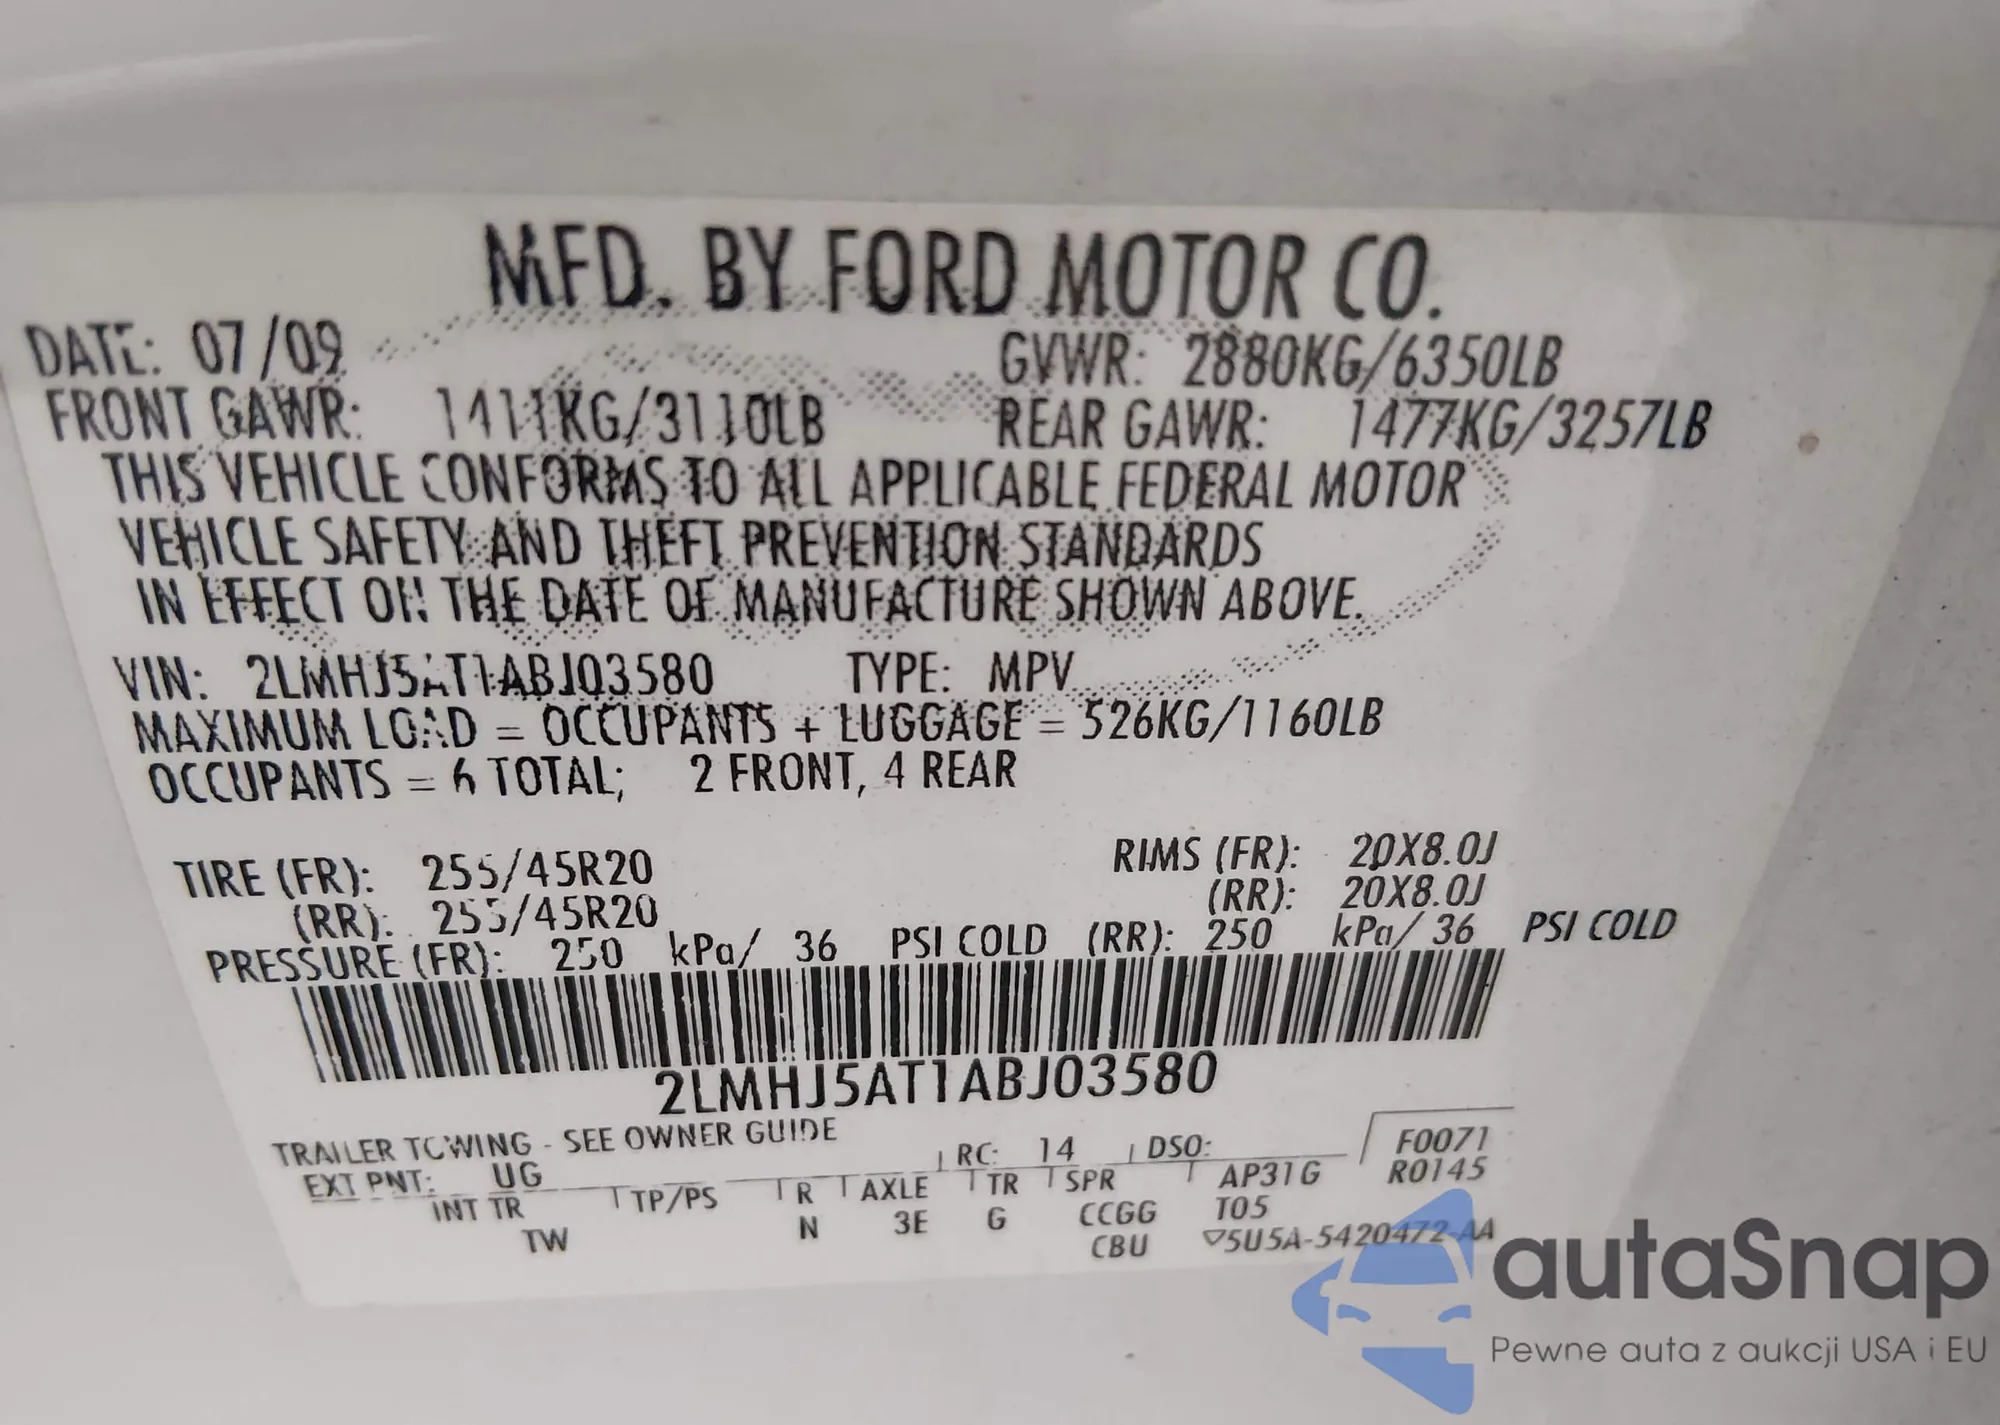 MFD. BY FORD MOTOR CO.
DATE: 07/09 GVWR: 2880KG/6350LB
FRONT GAWR: 1411KG/3110LB REAR GAWR: 1477KG/3257LB
THIS VEHICLE CONFORMS TO ALL APPLICABLE FEDERAL MOTOR
VEHICLE SAFETY AND THEFT PREVENTION STANDARDS
IN EFFECT ON THE DATE OF MANUFACTURE SHOWN ABOVE.
VIN: 2LMHJ5AT1ABJ03580 TYPE: MPV
MAXIMUM LOAD = OCCUPANTS + LUGGAGE = 526KG/1160LB
OCCUPANTS = 6 TOTAL; 2 FRONT, 4 REAR
TIRE (FR): 255/45R20 RIMS (FR): 20X8.0J
(RR): 255/45R20 (RR): 20X8.0J
PRESSURE (FR): 250 kPa/ 36 PSI COLD (RR): 250 kPa/ 36 PSI COLD
2LMHJ5AT1ABJ03580
TRAILER TOWING - SEE OWNER GUIDE RC: 14 DSO: F0071
EXT PNT: UG AP31G R0145
INT TR TP/PS R AXLE TR SPR T05
TW N 3E G CCGG
CBU ▽5U5A-5420472-AA
autaSnap
Pewne auta z aukcji USA i EU